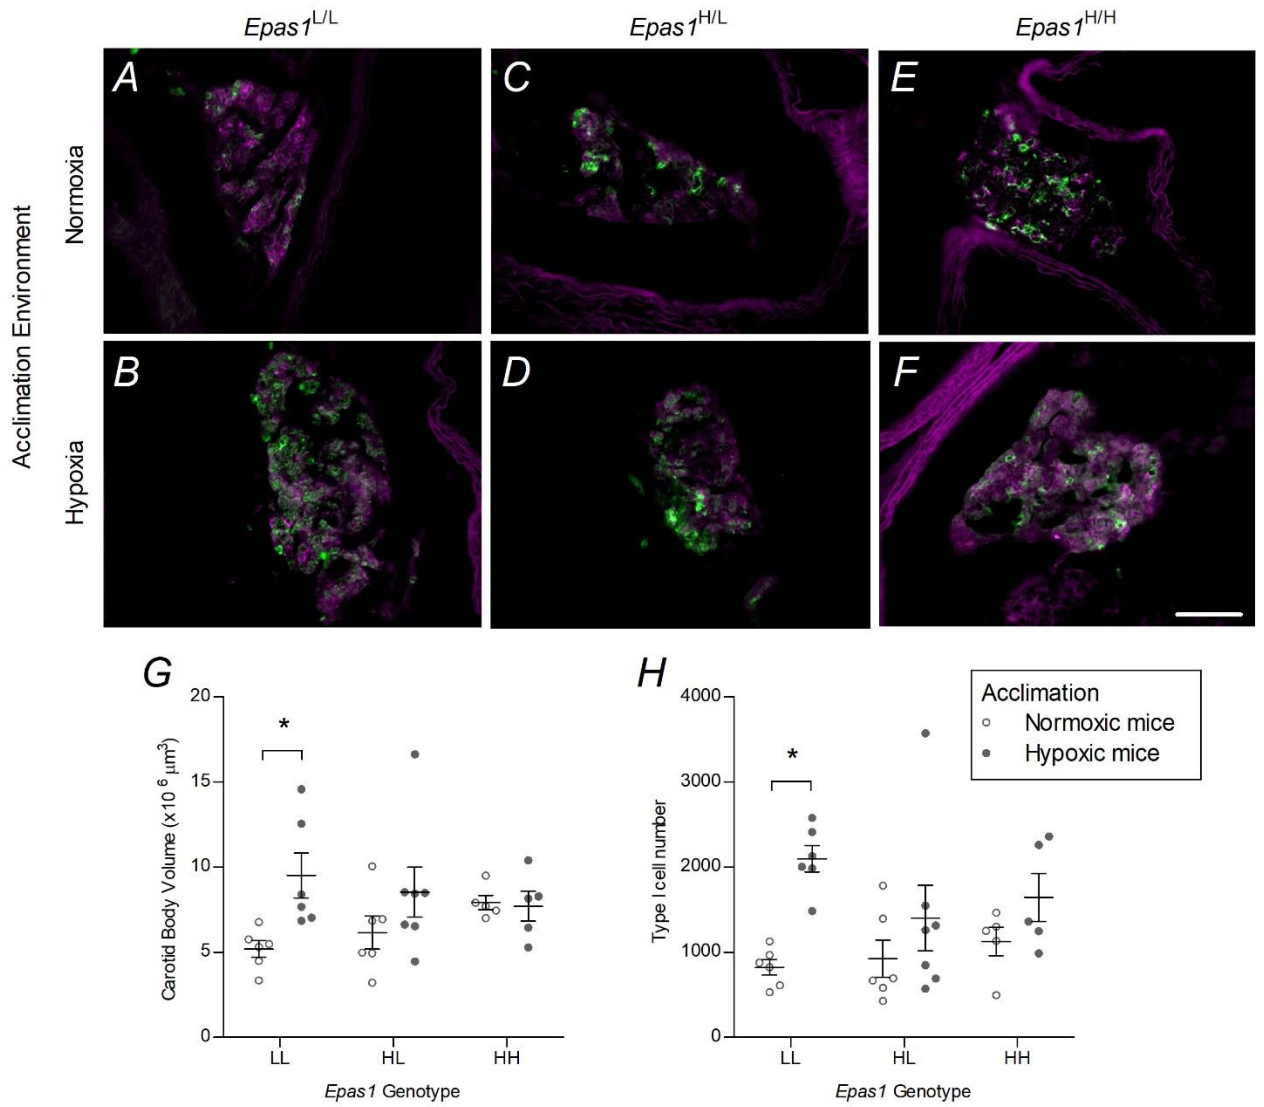 Epas1L/L
Epas1H/L
Epas1H/H
Acclimation Environment
Normoxia
Hypoxia
A
C
E
B
D
F
G
Carotid Body Volume (x10 6 μm3)
20
15
10
5
0
*
LL
HL
HH
Epas1 Genotype
H
Type I cell number
4000
3000
2000
1000
0
*
LL
HL
HH
Epas1 Genotype
Acclimation
Normoxic mice
Hypoxic mice